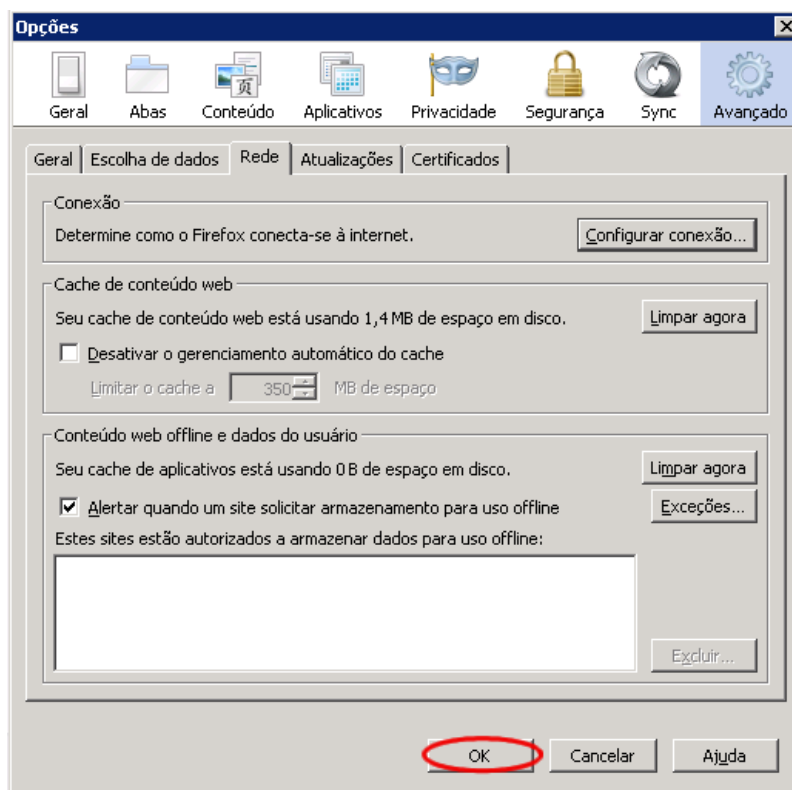 Opções
Geral Abas Conteúdo Aplicativos Privacidade Segurança Sync Avançado
Geral Escolha de dados Rede Atualizações Certificados
Conexão
Determine como o Firefox conecta-se à internet. Configurar conexão...
Cache de conteúdo web
Seu cache de conteúdo web está usando 1,4 MB de espaço em disco. Limpar agora
Desativar o gerenciamento automático do cache
Limitar o cache a 350 MB de espaço
Conteúdo web offline e dados do usuário
Seu cache de aplicativos está usando 0 B de espaço em disco. Limpar agora
Alertar quando um site solicitar armazenamento para uso offline Exceções...
Estes sites estão autorizados a armazenar dados para uso offline:
Excluir...
OK Cancelar Ajuda